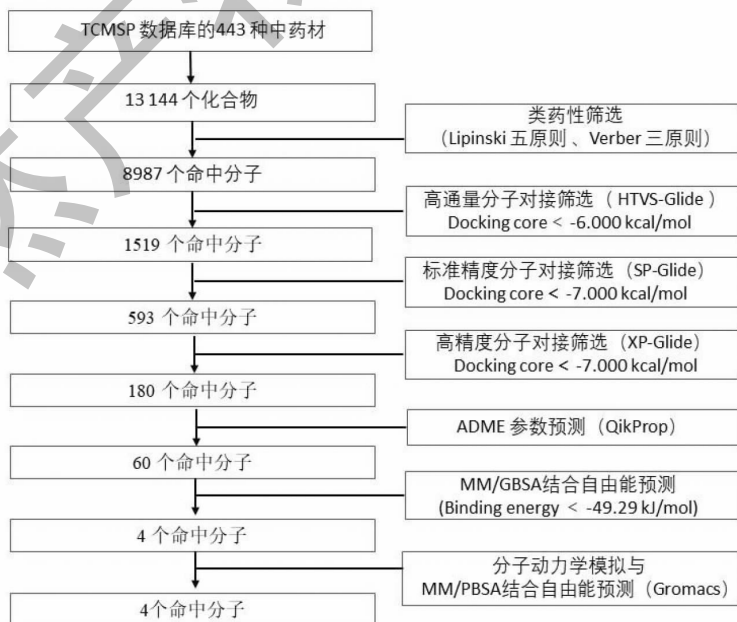 TCMSP 数据库的443 种中药材
13 144 个化合物
类药性筛选
（Lipinski 五原则 、Verber 三原则）
8987 个命中分子
高通量分子对接筛选（ HTVS-Glide ）
Docking core < -6.000 kcal/mol
1519 个命中分子
标准精度分子对接筛选（SP-Glide）
Docking core < -7.000 kcal/mol
593 个命中分子
高精度分子对接筛选（XP-Glide）
Docking core < -7.000 kcal/mol
180 个命中分子
ADME 参数预测（QikProp）
60 个命中分子
MM/GBSA结合自由能预测
(Binding energy < -49.29 kJ/mol)
4 个命中分子
分子动力学模拟与
MM/PBSA结合自由能预测（Gromacs）
4个命中分子